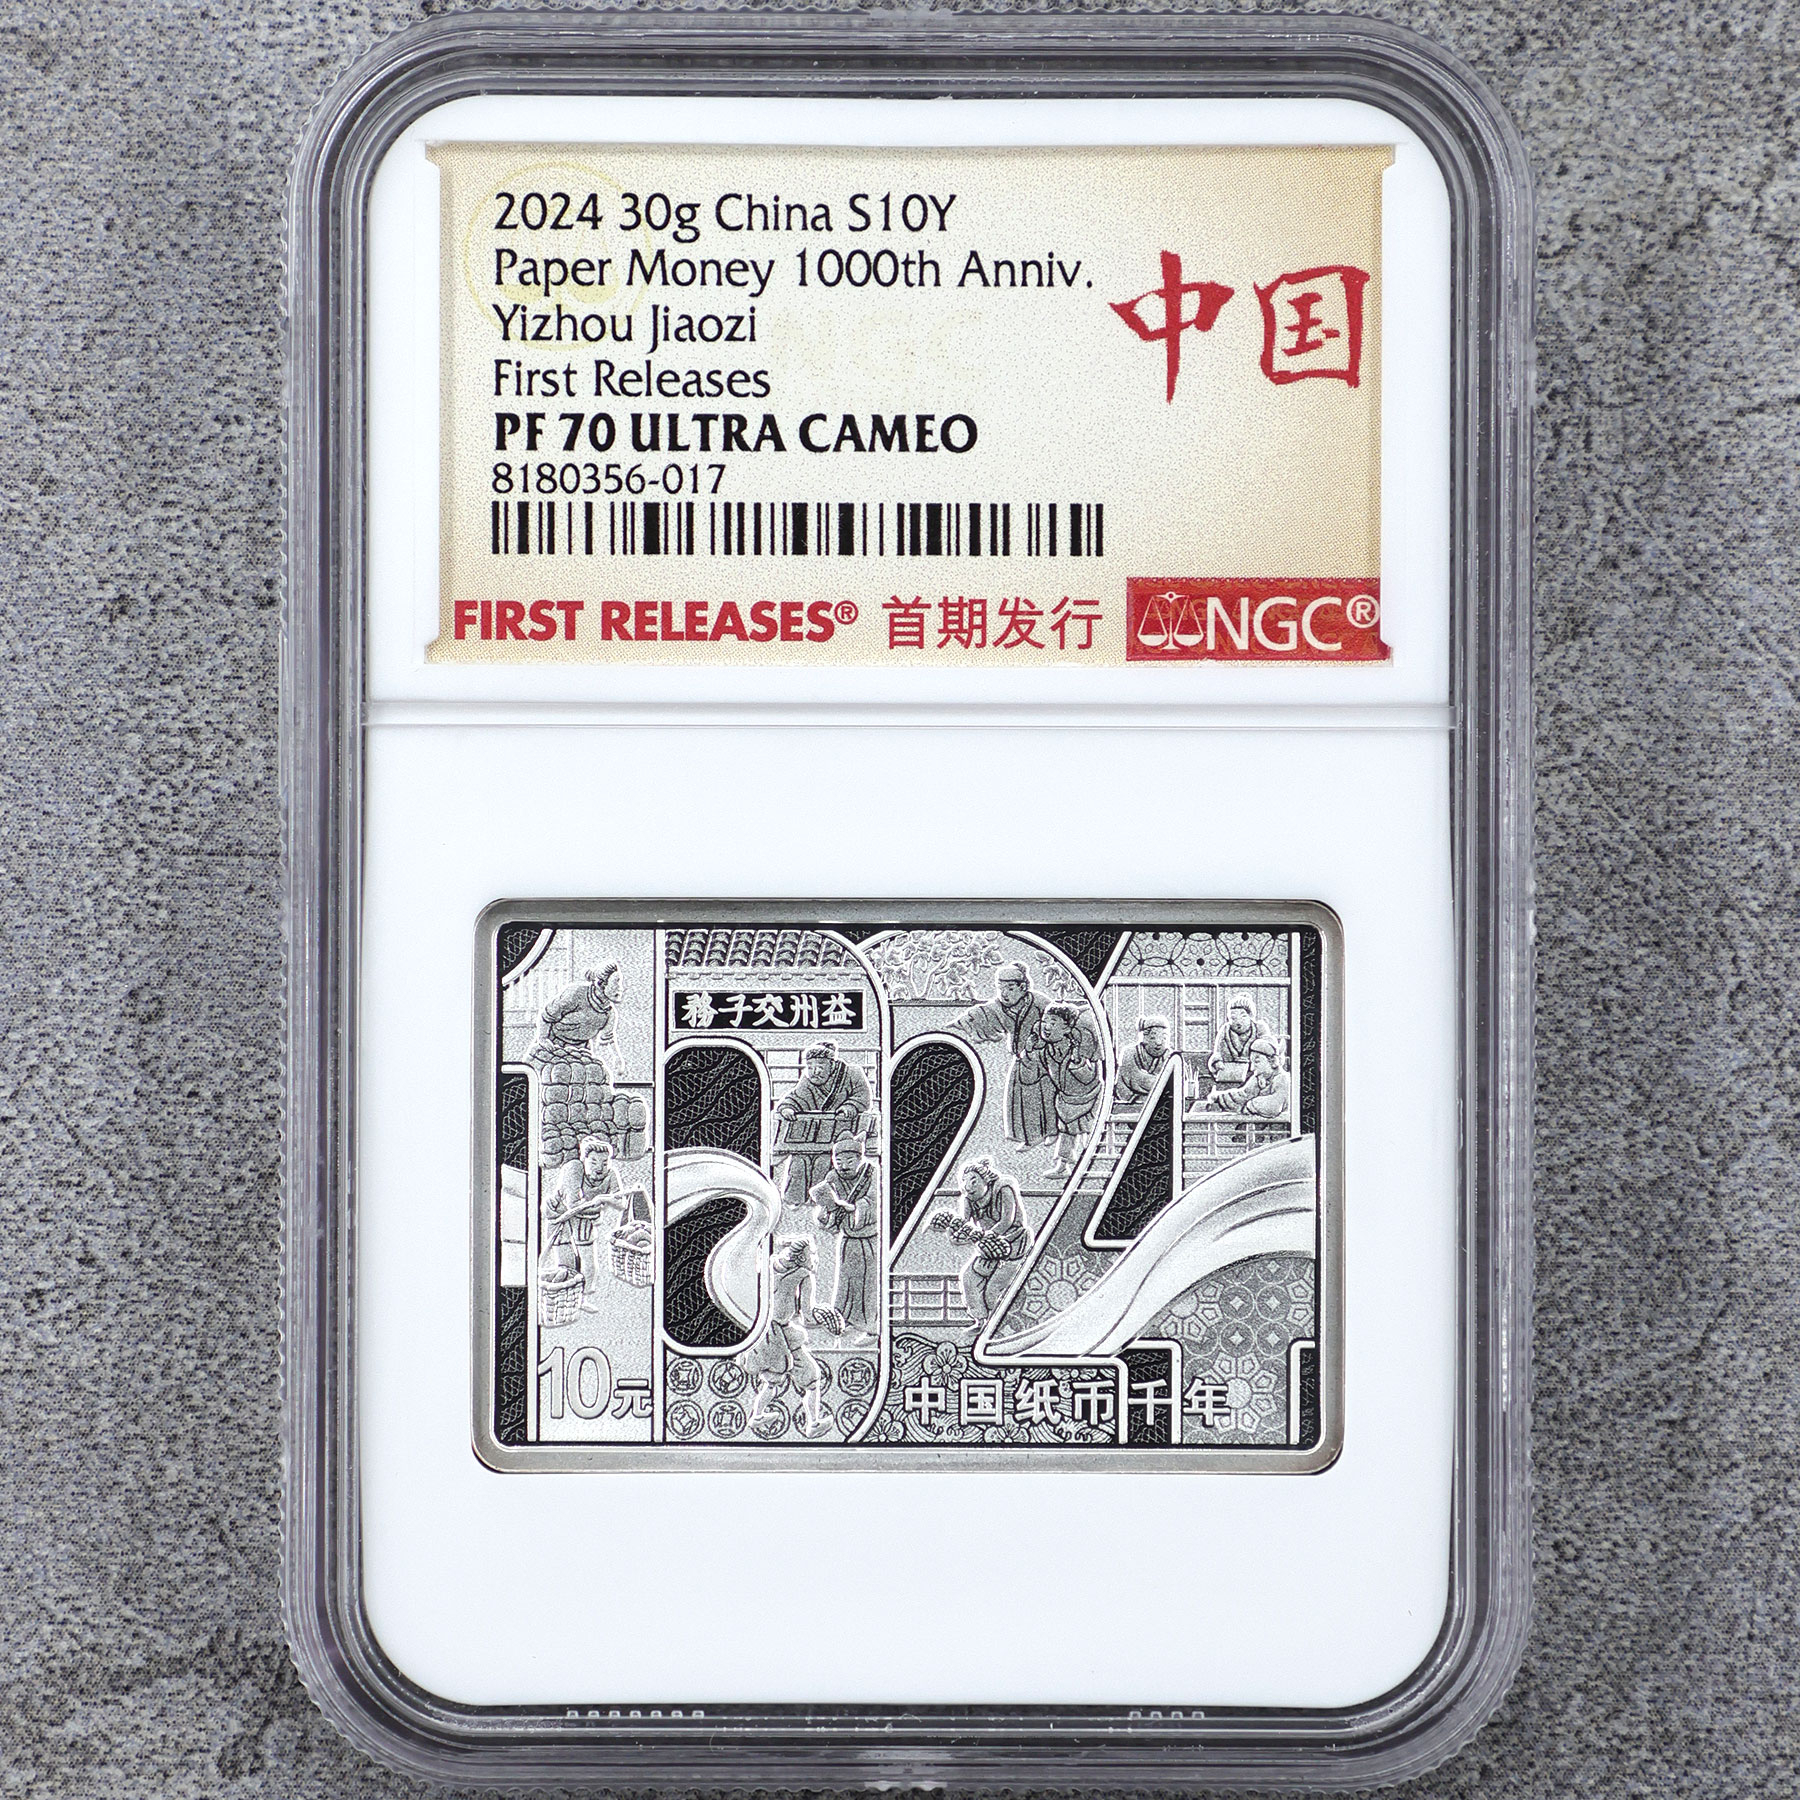 2024 30g China S10Y
Paper Money 1000th Anniv.
Yizhou Jiaozi
First Releases
PF 70 ULTRA CAMEO
8180356-017
中国
FIRST RELEASES® 首期发行 NGC®
務子交州益
1024
10元
中国纸币千年